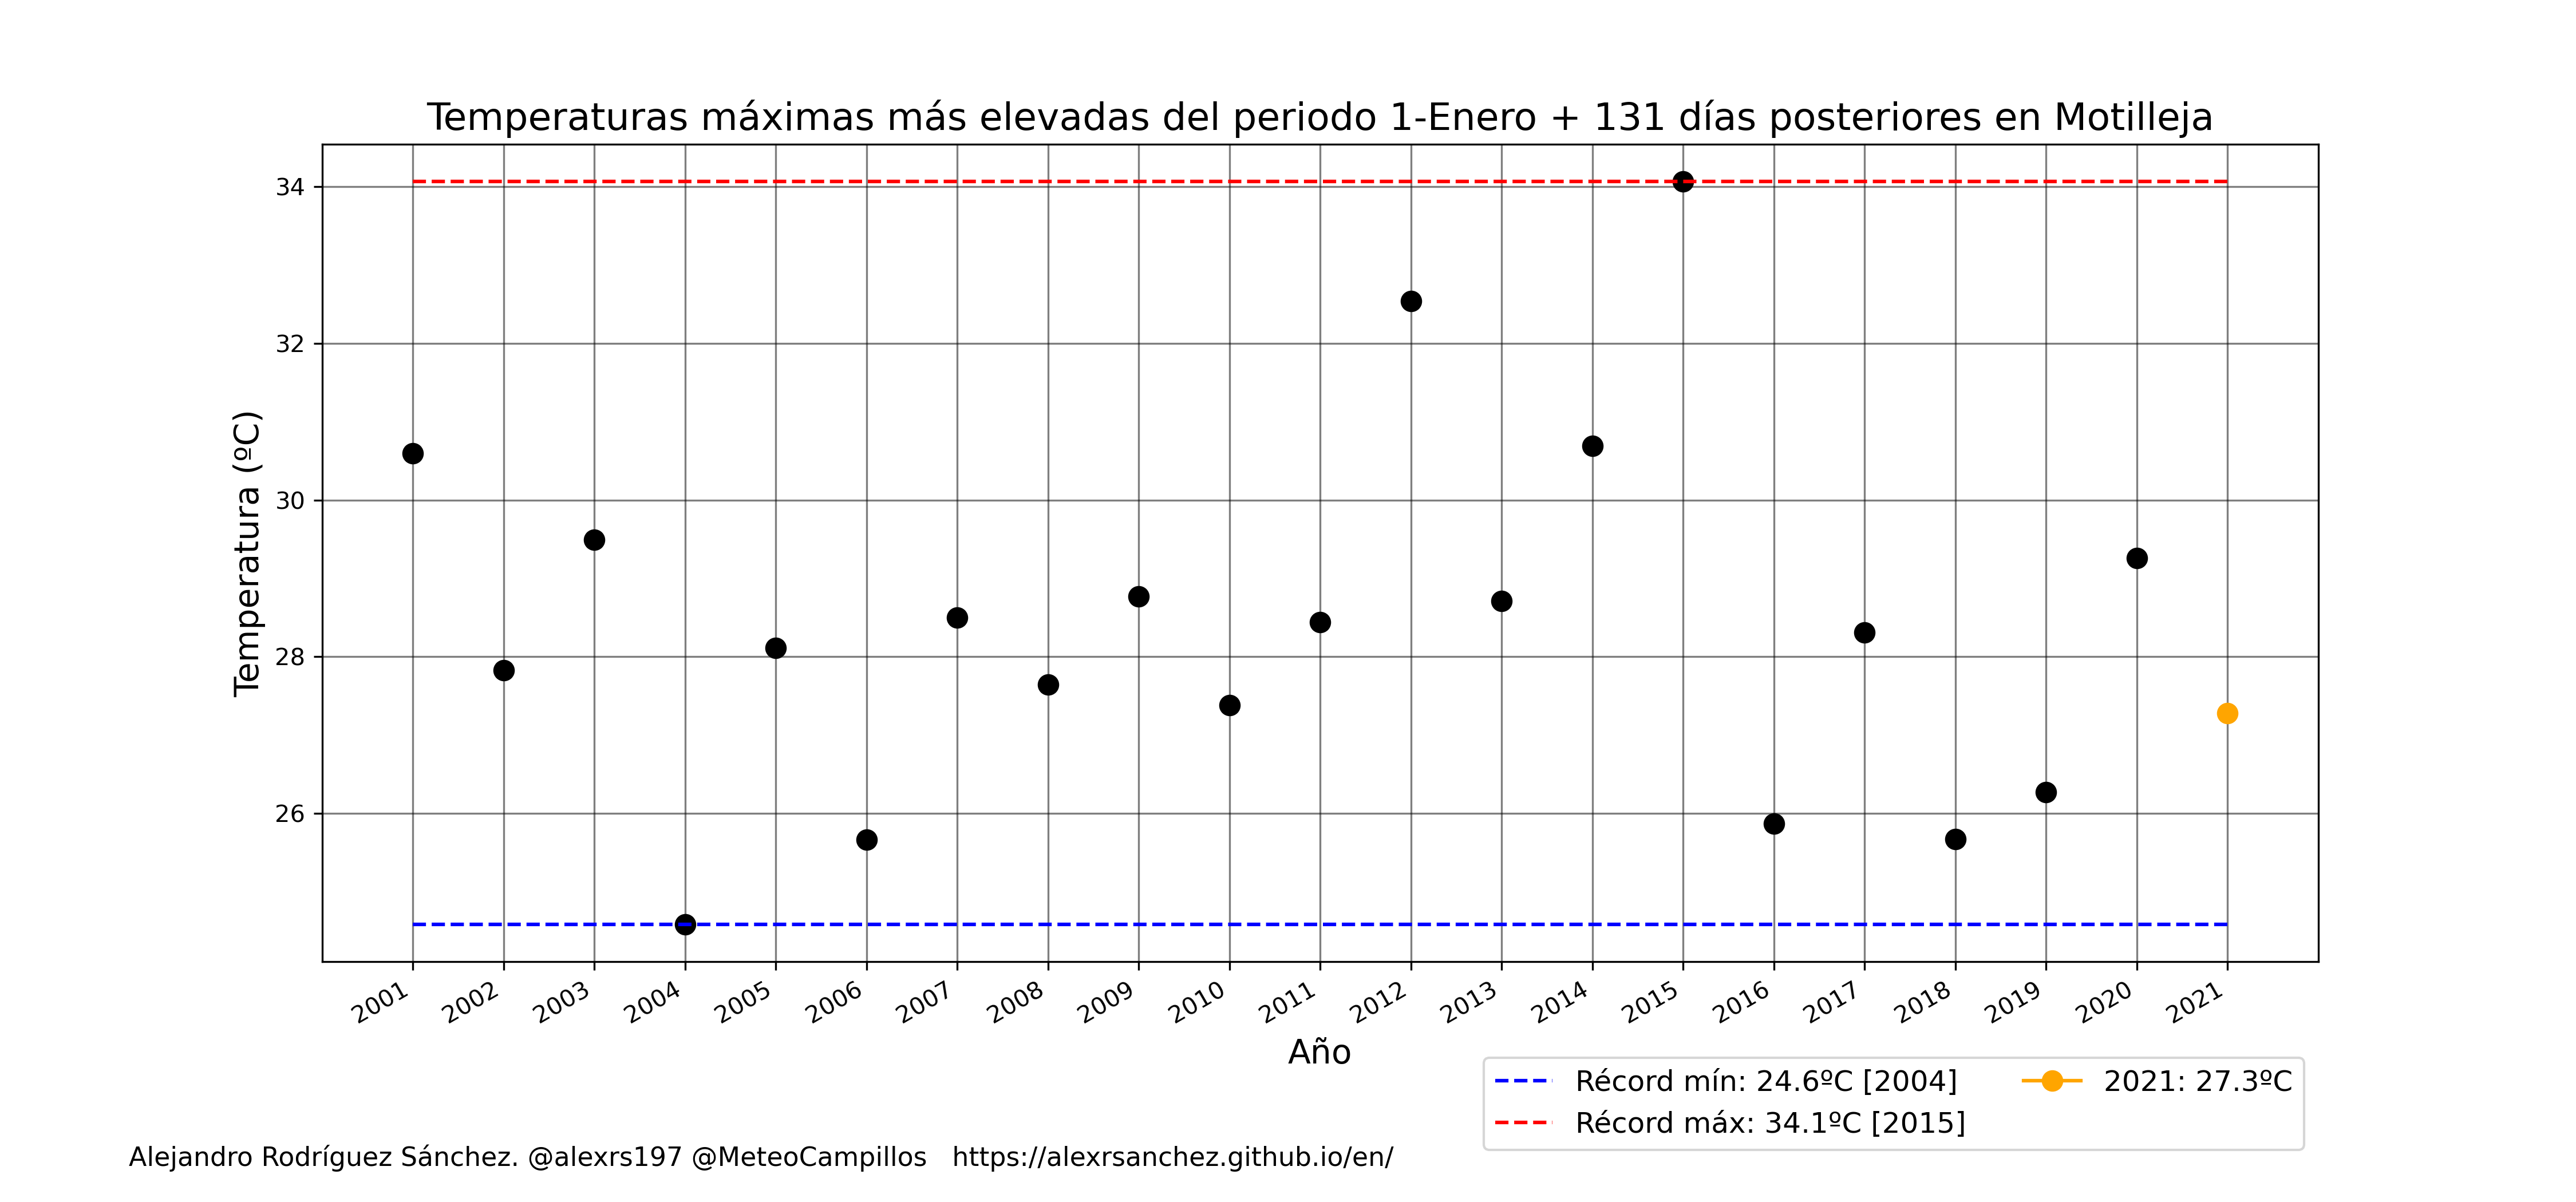 Temperaturas máximas más elevadas del periodo 1-Enero + 131 días posteriores en Motilleja
Temperatura (ºC)
34
32
30
28
26
2001 2002 2003 2004 2005 2006 2007 2008 2009 2010 2011 2012 2013 2014 2015 2016 2017 2018 2019 2020 2021
Año
Récord mín: 24.6ºC [2004]
Récord máx: 34.1ºC [2015]
2021: 27.3ºC
Alejandro Rodríguez Sánchez. @alexrs197 @MeteoCampillos   https://alexrsanchez.github.io/en/